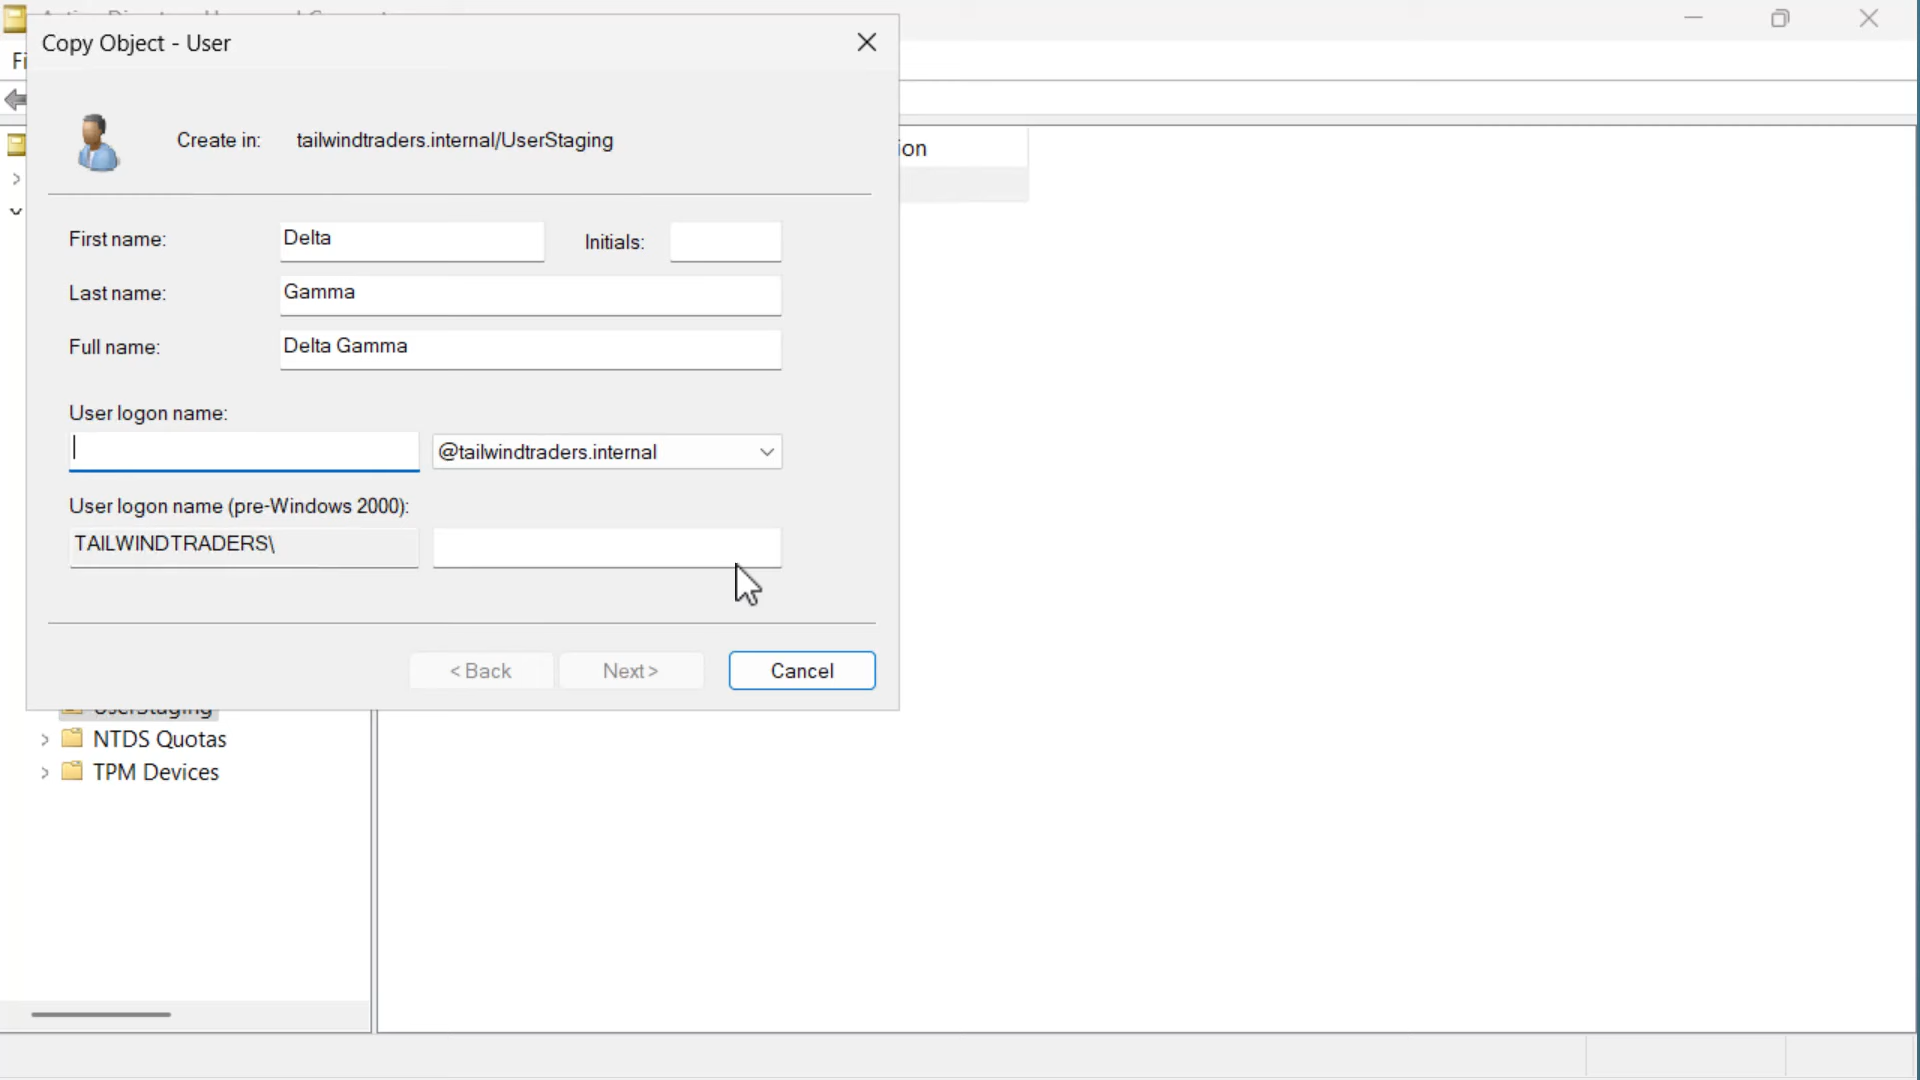 Copy Object - User
Fi
Create in: tailwindtraders.internal/UserStaging
ion
First name: Delta Initials:
Last name: Gamma
Full name: Delta Gamma
User logon name:
@tailwindtraders.internal
User logon name (pre-Windows 2000):
TAILWINDTRADERS\
< Back Next > Cancel
UserStaging
NTDS Quotas
TPM Devices